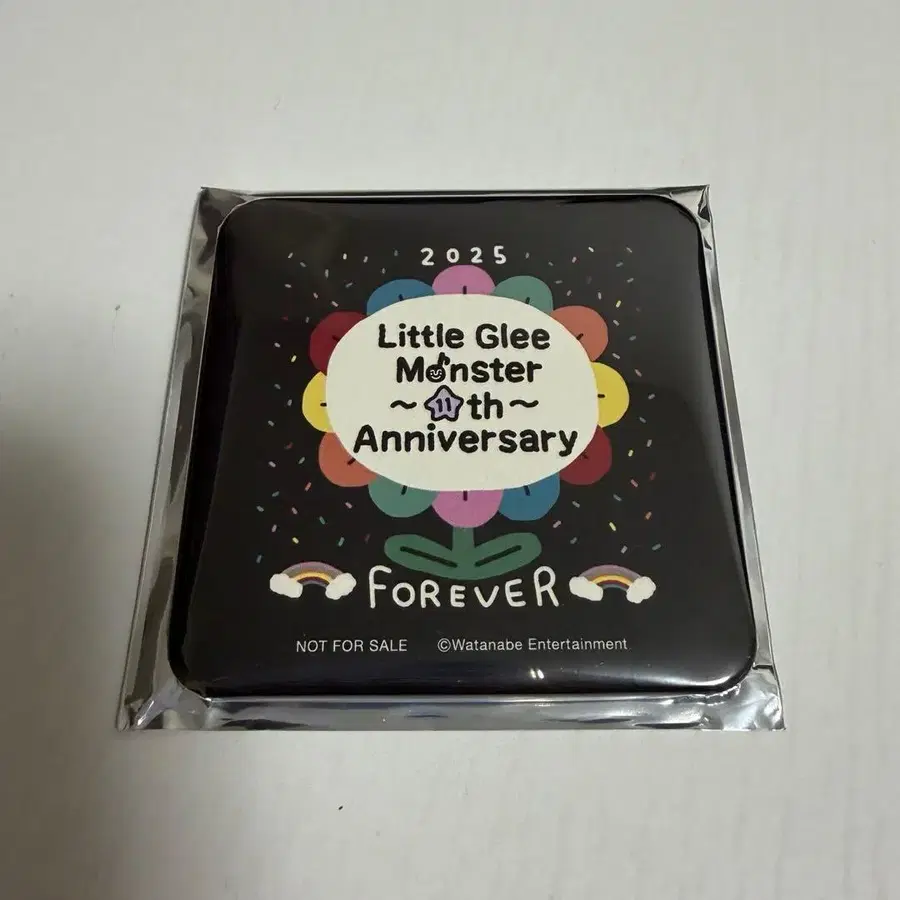 2025
Little Glee
Monster
～11th～
Anniversary
FOREVER
NOT FOR SALE ©Watanabe Entertainment